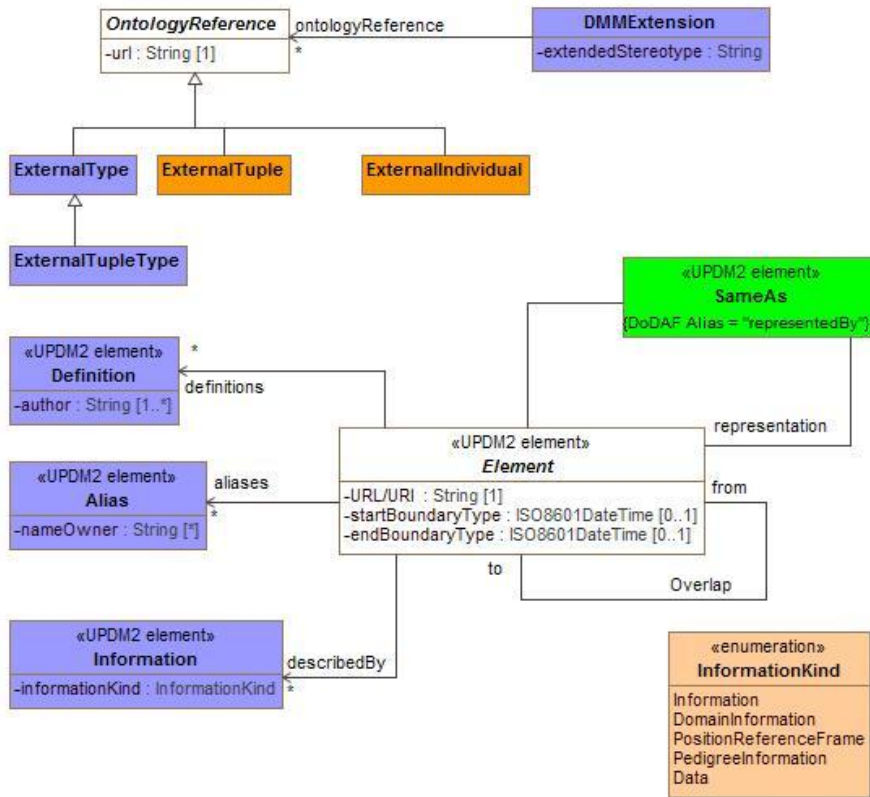 OntologyReference
-url : String [1]
ontologyReference
*
DMMExtension
-extendedStereotype : String
ExternalType
ExternalTuple
ExternalIndividual
ExternalTupleType
«UPDM2 element»
SameAs
{DoDAF Alias = "representedBy"}
«UPDM2 element»
Definition
-author : String [1..*]
*
definitions
representation
«UPDM2 element»
Element
-URL/URI : String [1]
-startBoundaryType : ISO8601DateTime [0..1]
-endBoundaryType : ISO8601DateTime [0..1]
«UPDM2 element»
Alias
-nameOwner : String [*]
aliases
*
from
to
Overlap
«UPDM2 element»
Information
-informationKind : InformationKind
describedBy
*
«enumeration»
InformationKind
Information
DomainInformation
PositionReferenceFrame
PedigreeInformation
Data